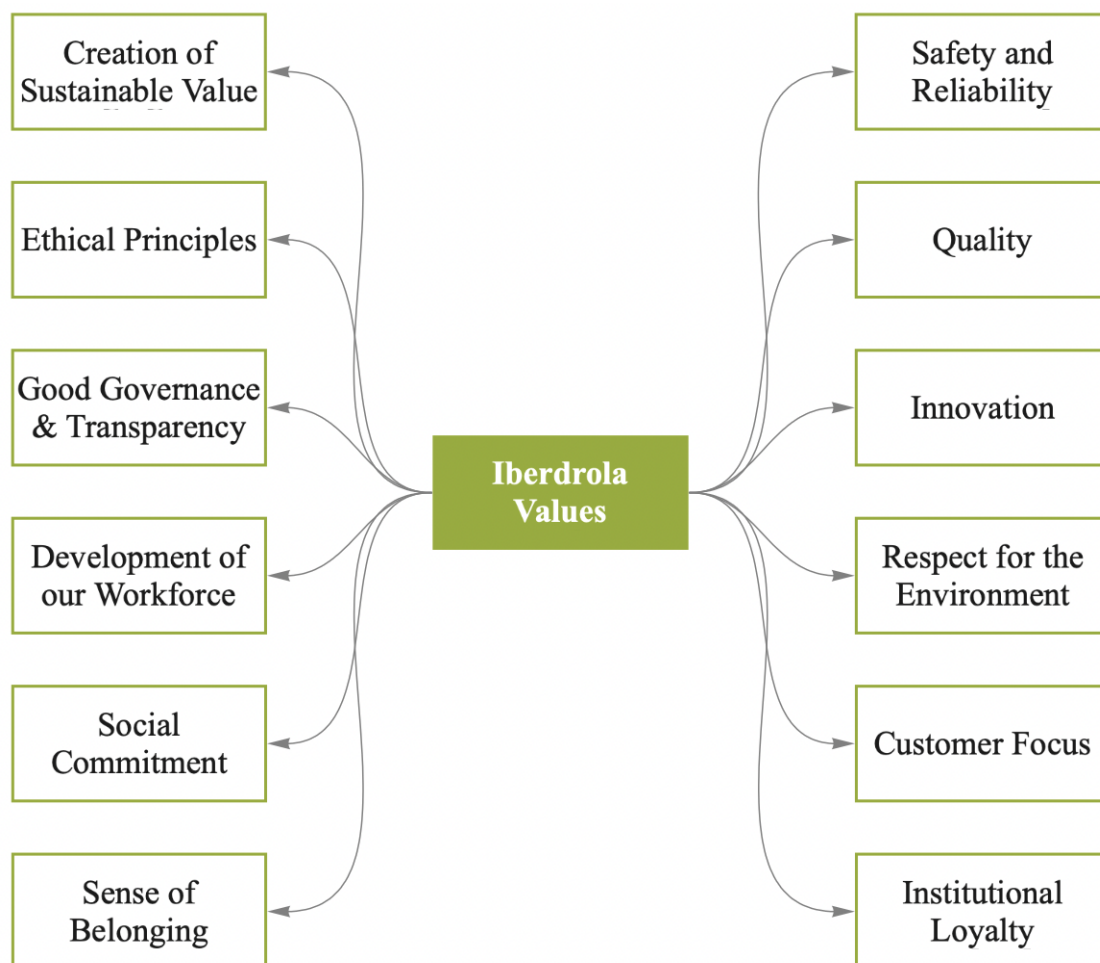 Creation of
Sustainable Value
Ethical Principles
Good Governance
& Transparency
Development of
our Workforce
Social
Commitment
Sense of
Belonging
Iberdrola
Values
Safety and
Reliability
Quality
Innovation
Respect for the
Environment
Customer Focus
Institutional
Loyalty